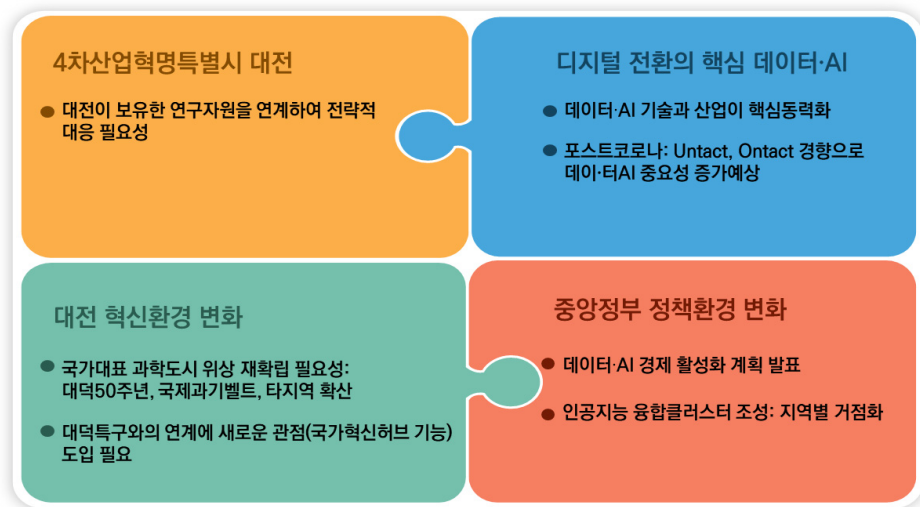 4차산업혁명특별시 대전
● 대전이 보유한 연구자원을 연계하여 전략적
대응 필요성
디지털 전환의 핵심 데이터·AI
● 데이터·AI 기술과 산업이 핵심동력화
● 포스트코로나: Untact, Ontact 경향으로
데이·터AI 중요성 증가예상
대전 혁신환경 변화
● 국가대표 과학도시 위상 재확립 필요성:
대덕50주년, 국제과기벨트, 타지역 확산
● 대덕특구와의 연계에 새로운 관점(국가혁신허브 기능)
도입 필요
중앙정부 정책환경 변화
● 데이터·AI 경제 활성화 계획 발표
● 인공지능 융합클러스터 조성: 지역별 거점화